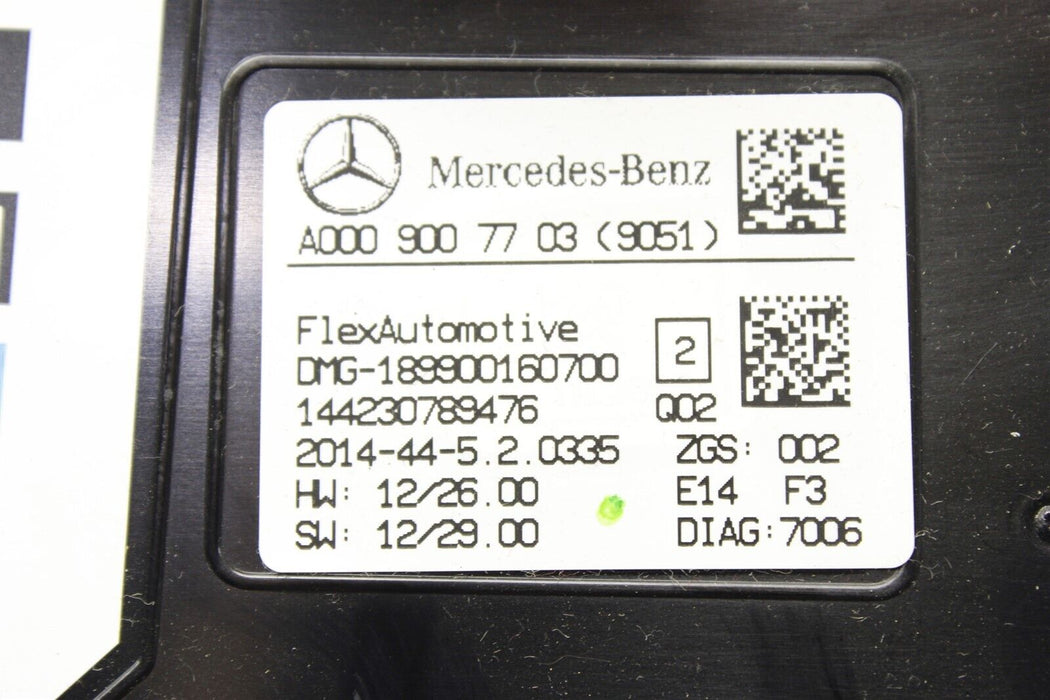 Mercedes-Benz
A000 900 77 03 (9051)
FlexAutomotive
DMG-189900160700
2
144230789476
Q02
2014-44-5.2.0335
ZGS: 002
HW: 12/26.00
E14 F3
SW: 12/29.00
DIAG:7006